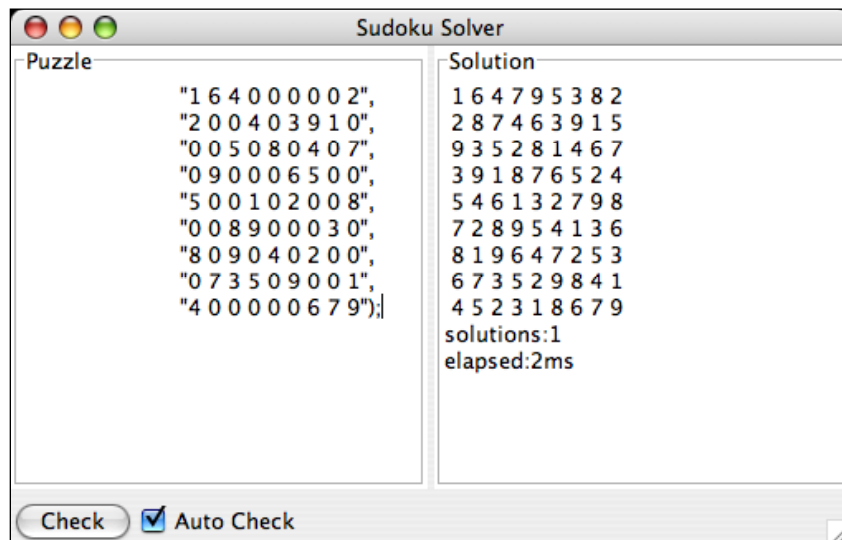 Sudoku Solver
Puzzle
"1 6 4 0 0 0 0 0 2",
"2 0 0 4 0 3 9 1 0",
"0 0 5 0 8 0 4 0 7",
"0 9 0 0 0 6 5 0 0",
"5 0 0 1 0 2 0 0 8",
"0 0 8 9 0 0 0 3 0",
"8 0 9 0 4 0 2 0 0",
"0 7 3 5 0 9 0 0 1",
"4 0 0 0 0 0 6 7 9");
Solution
1 6 4 7 9 5 3 8 2
2 8 7 4 6 3 9 1 5
9 3 5 2 8 1 4 6 7
3 9 1 8 7 6 5 2 4
5 4 6 1 3 2 7 9 8
7 2 8 9 5 4 1 3 6
8 1 9 6 4 7 2 5 3
6 7 3 5 2 9 8 4 1
4 5 2 3 1 8 6 7 9
solutions:1
elapsed:2ms
Check
Auto Check